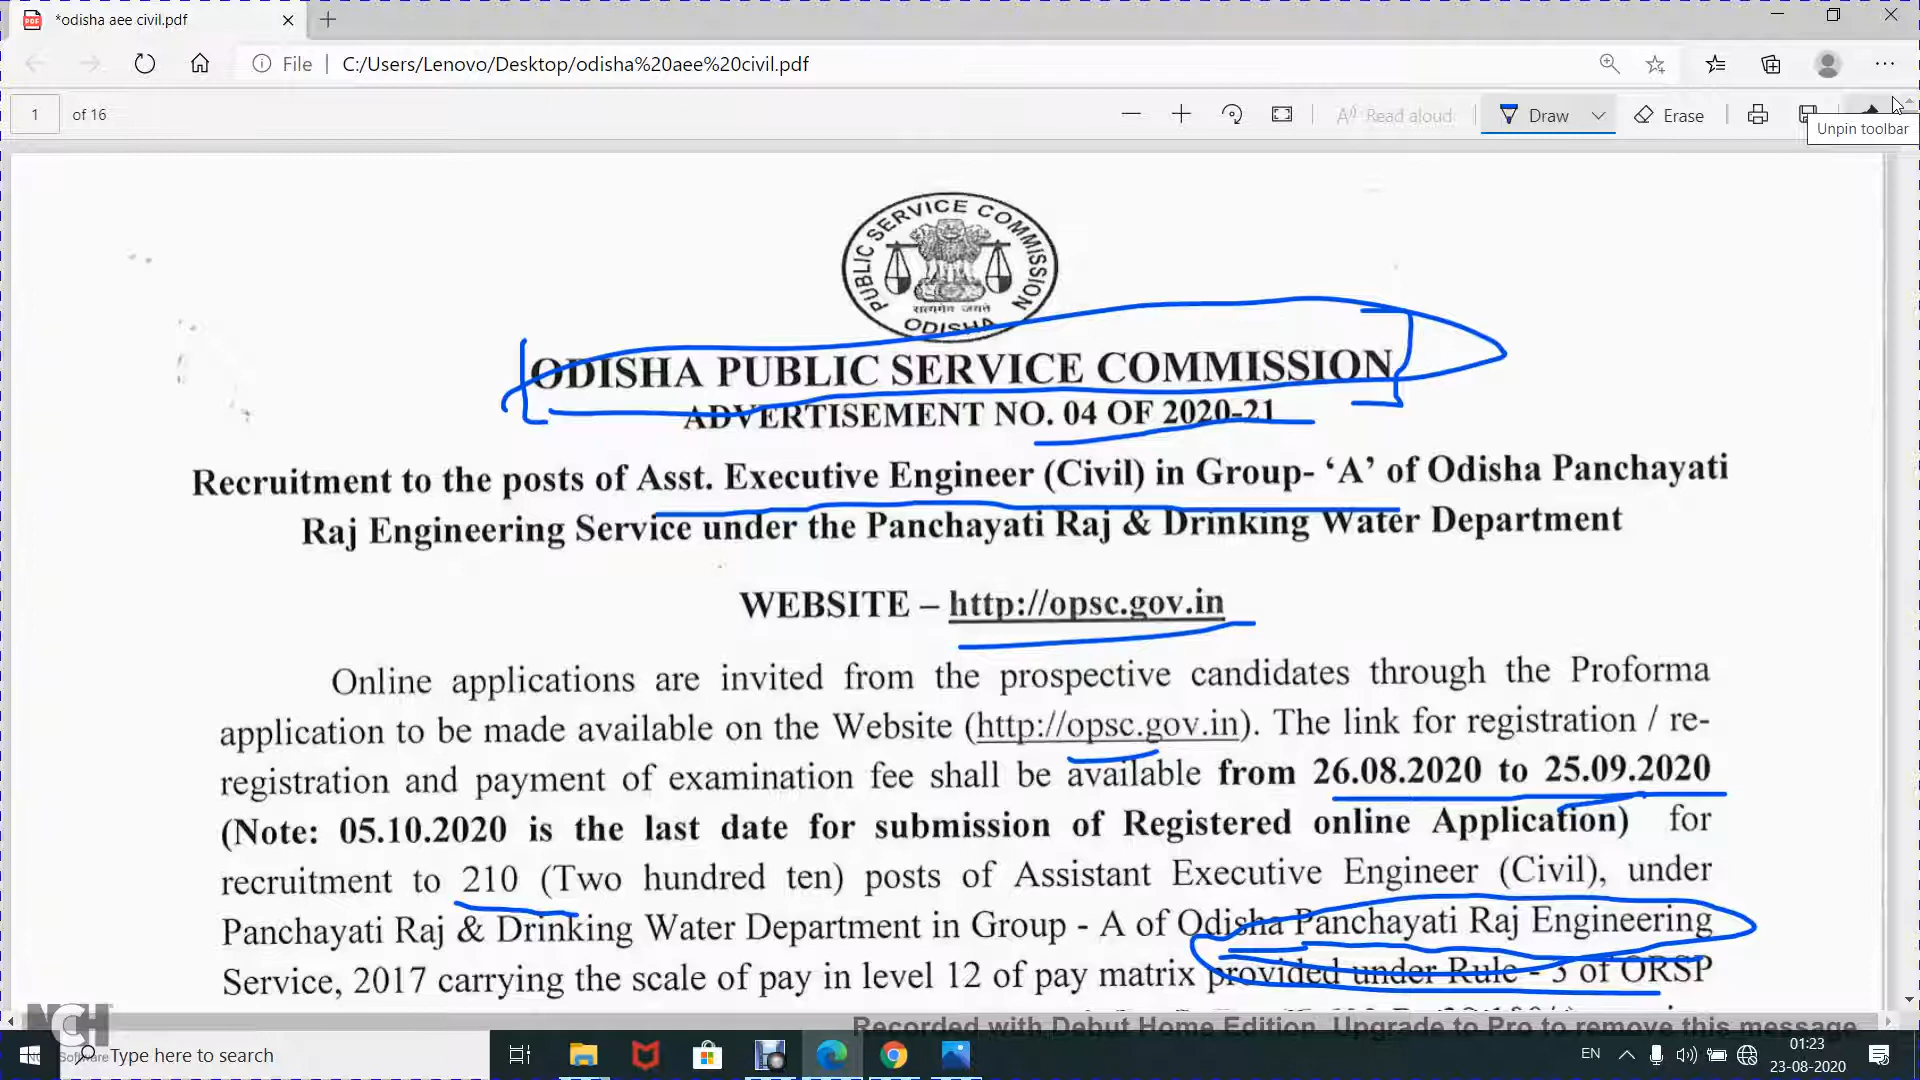 *odisha aee civil.pdf
File | C:/Users/Lenovo/Desktop/odisha%20aee%20civil.pdf
1 of 16
Read aloud
Draw
Erase
Unpin toolbar
PUBLIC SERVICE COMMISSION
सत्यमेव जयते
ODISHA
ODISHA PUBLIC SERVICE COMMISSION
ADVERTISEMENT NO. 04 OF 2020-21
Recruitment to the posts of Asst. Executive Engineer (Civil) in Group- ‘A’ of Odisha Panchayati
Raj Engineering Service under the Panchayati Raj & Drinking Water Department
WEBSITE – http://opsc.gov.in
Online applications are invited from the prospective candidates through the Proforma
application to be made available on the Website (http://opsc.gov.in). The link for registration / re-
registration and payment of examination fee shall be available from 26.08.2020 to 25.09.2020
(Note: 05.10.2020 is the last date for submission of Registered online Application) for
recruitment to 210 (Two hundred ten) posts of Assistant Executive Engineer (Civil), under
Panchayati Raj & Drinking Water Department in Group - A of Odisha Panchayati Raj Engineering
Service, 2017 carrying the scale of pay in level 12 of pay matrix provided under Rule - 3 of ORSP
NCH
Recorded with Debut Home Edition. Upgrade to Pro to remove this message.
Software
Type here to search
EN
01:23
23-08-2020